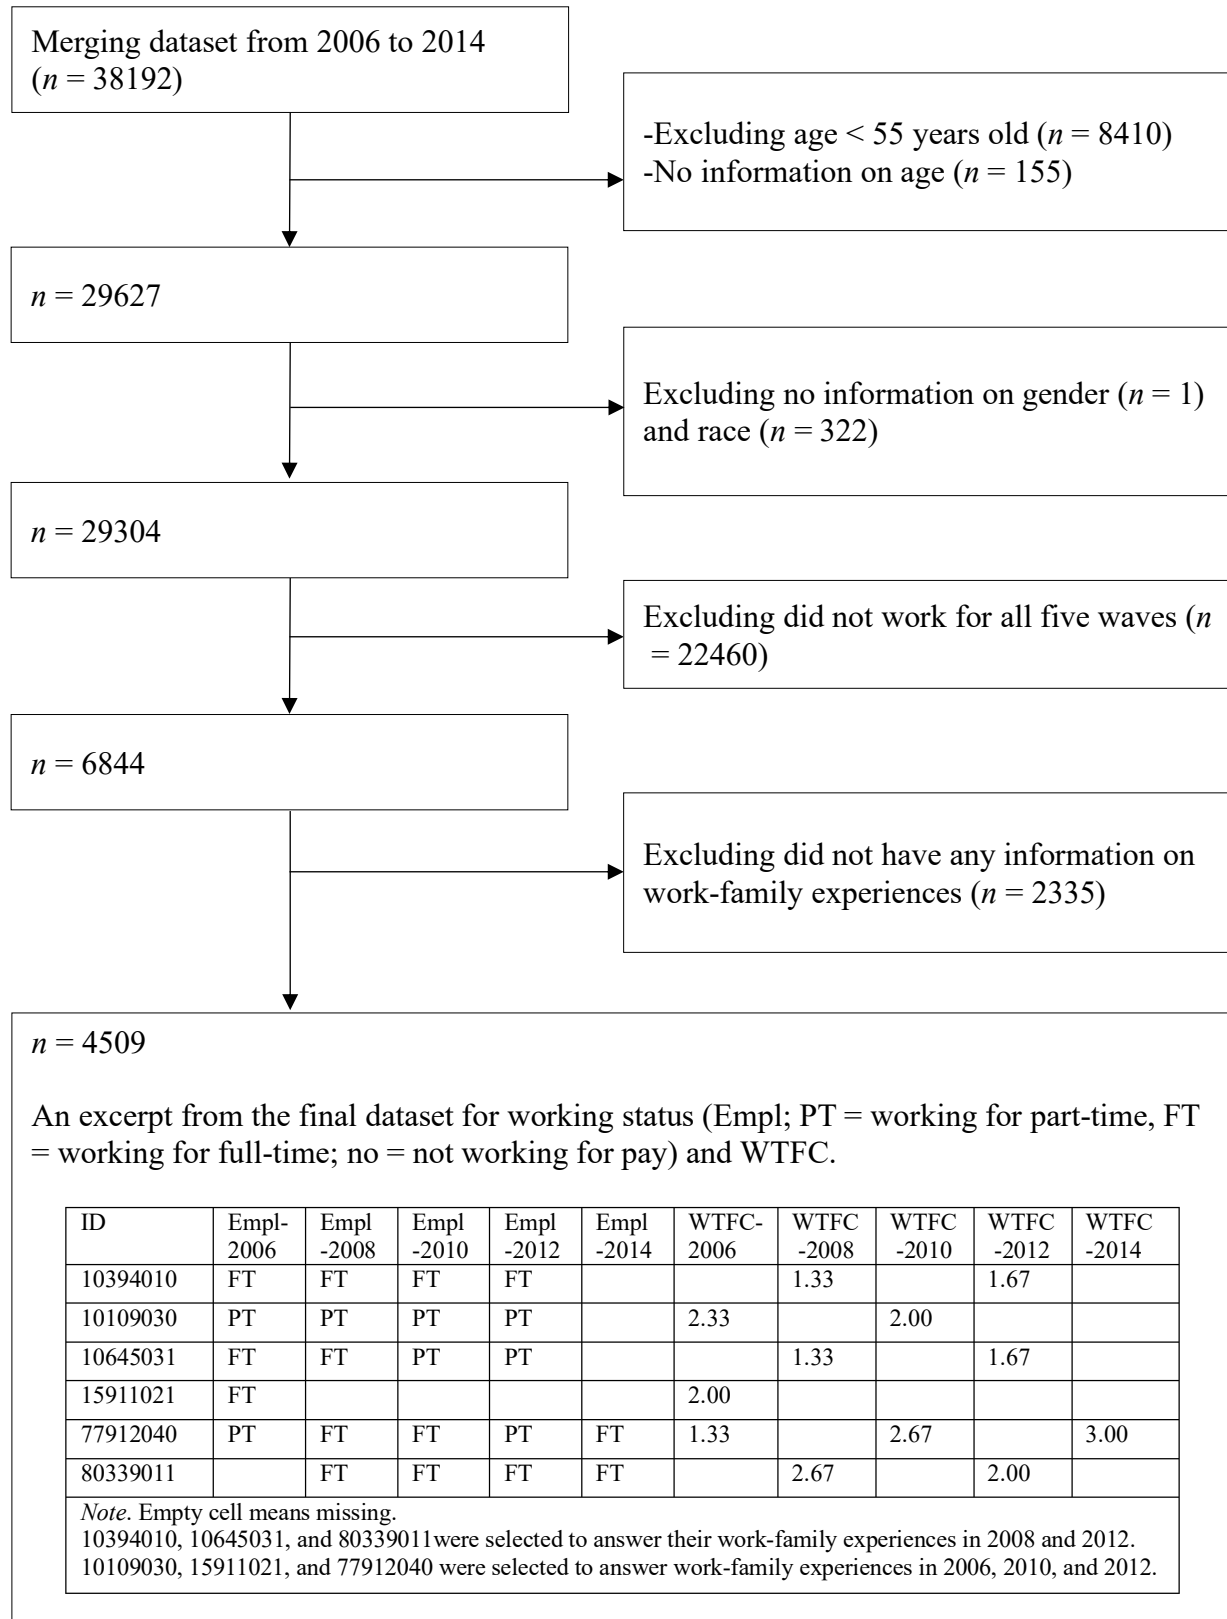 Merging dataset from 2006 to 2014
(n = 38192)
-Excluding age < 55 years old (n = 8410)
-No information on age (n = 155)
n = 29627
Excluding no information on gender (n = 1)
and race (n = 322)
n = 29304
Excluding did not work for all five waves (n
= 22460)
n = 6844
Excluding did not have any information on
work-family experiences (n = 2335)
n = 4509
An excerpt from the final dataset for working status (Empl; PT = working for part-time, FT
= working for full-time; no = not working for pay) and WTFC.
ID Empl- Empl Empl Empl Empl WTFC- WTFC WTFC WTFC WTFC
2006 -2008 -2010 -2012 -2014 2006 -2008 -2010 -2012 -2014
10394010 FT FT FT FT 1.33 1.67
10109030 PT PT PT PT 2.33 2.00
10645031 FT FT PT PT 1.33 1.67
15911021 FT 2.00
77912040 PT FT FT PT FT 1.33 2.67 3.00
80339011 FT FT FT FT 2.67 2.00
Note. Empty cell means missing.
10394010, 10645031, and 80339011were selected to answer their work-family experiences in 2008 and 2012.
10109030, 15911021, and 77912040 were selected to answer work-family experiences in 2006, 2010, and 2012.